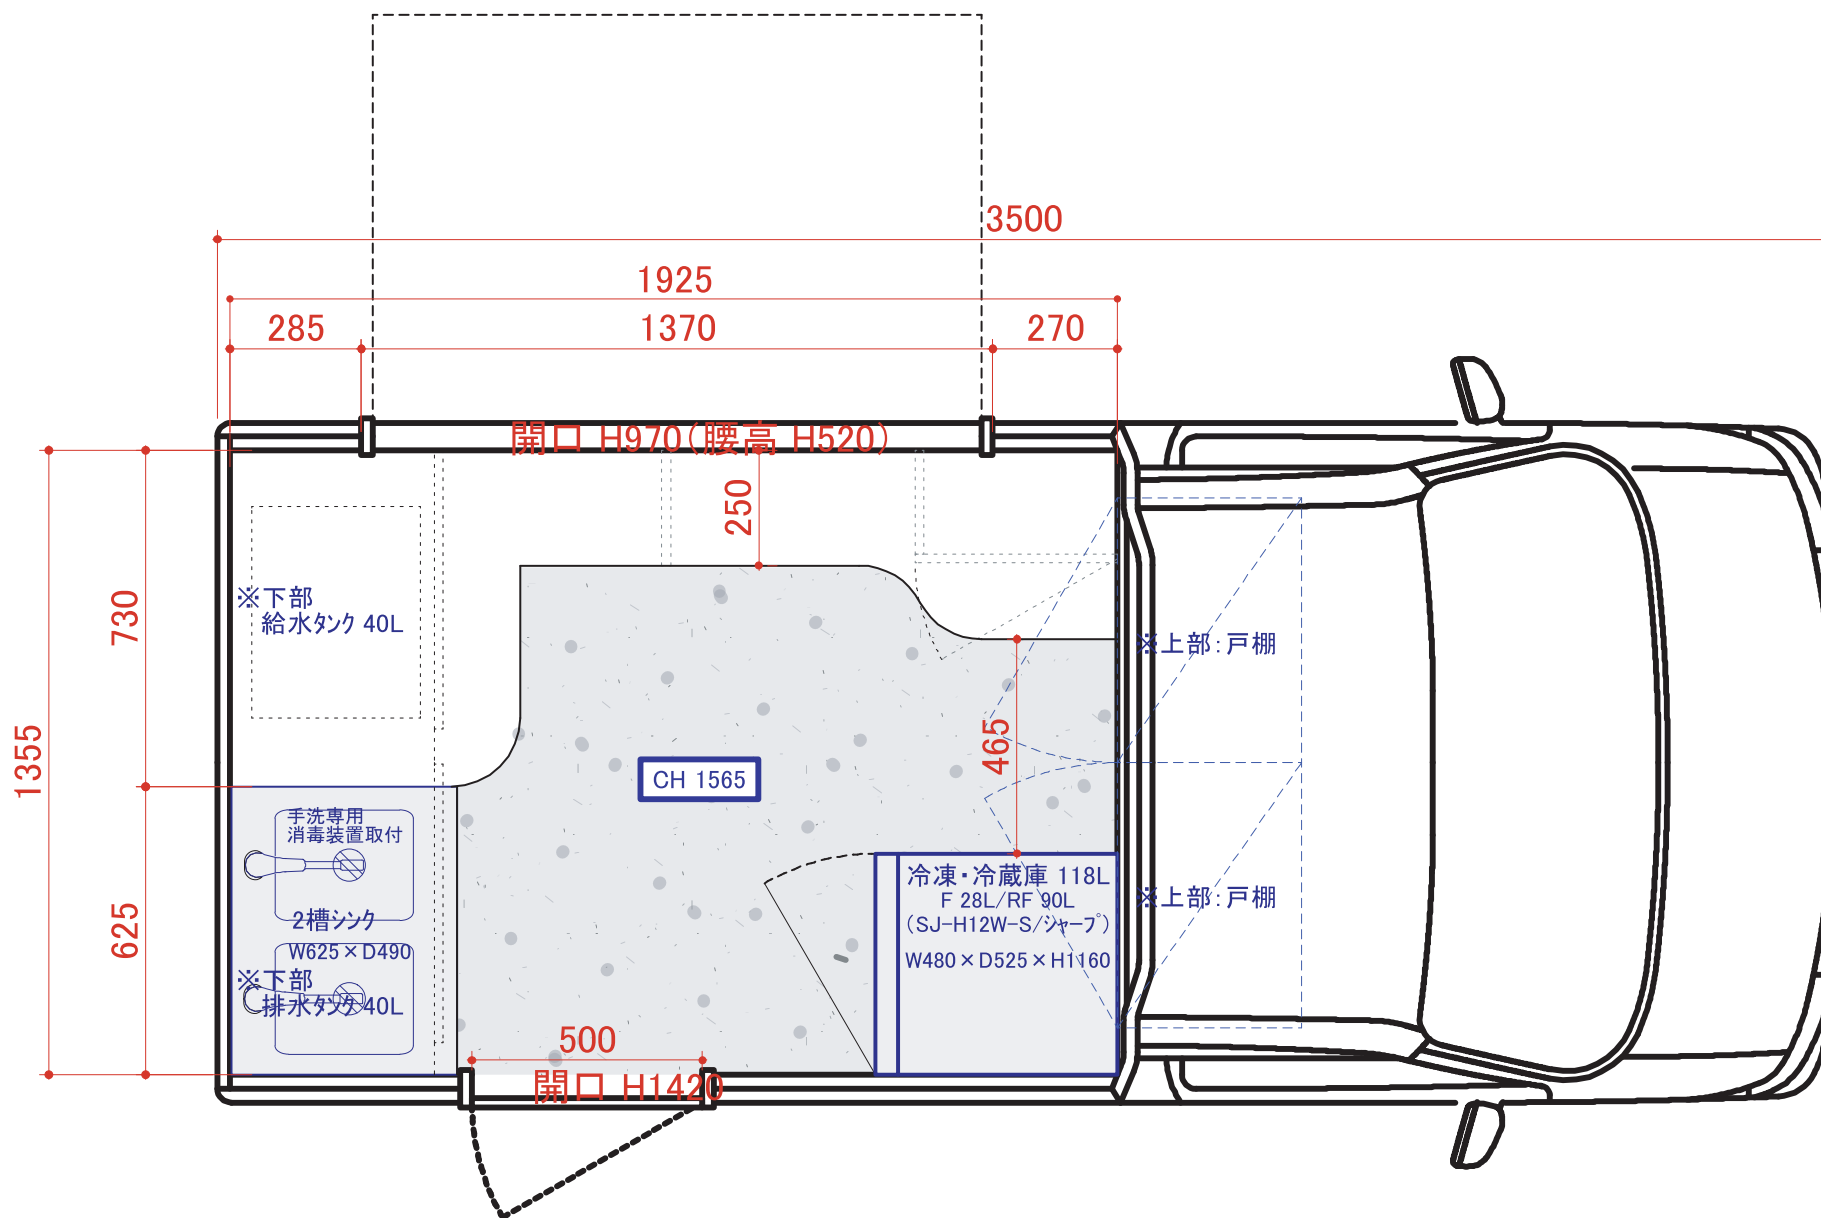 3500
1925
285
1370
270
開口 H970(腰高 H520)
250
※下部
給水タンク 40L
730
※上部：戸棚
465
1355
CH 1565
手洗専用
消毒装置取付
2槽シンク
W625×D490
625
※下部
排水タンク 40L
冷凍・冷蔵庫 118L
F 28L/RF 90L
(SJ-H12W-S/シャープ)
W480×D525×H1160
※上部：戸棚
500
開口 H1420